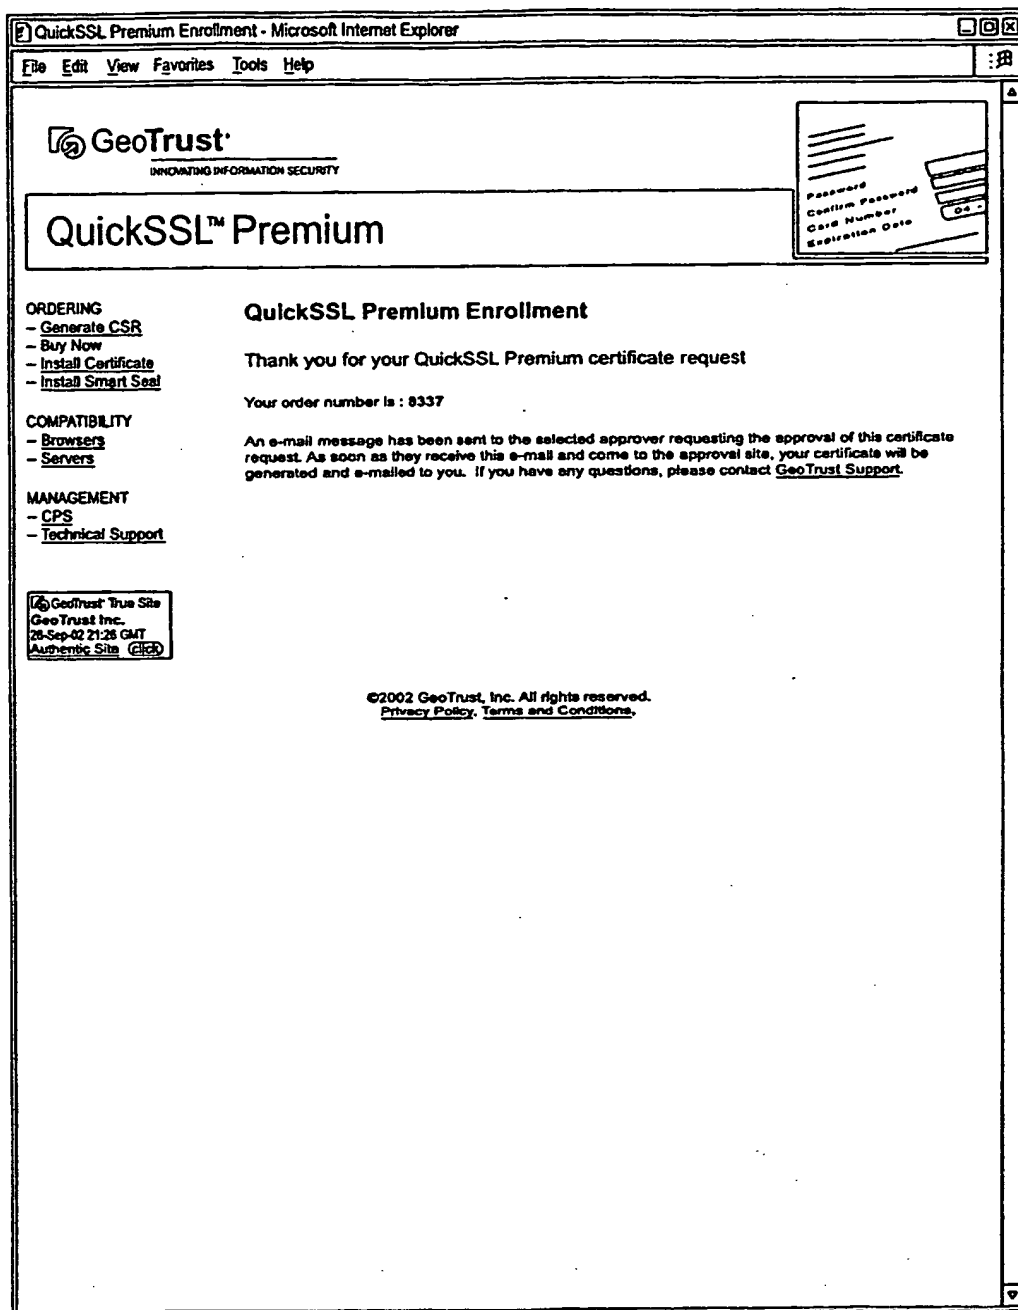 QuickSSL Premium Enrollment - Microsoft Internet Explorer
File Edit View Favorites Tools Help
GeoTrust
INNOVATING INFORMATION SECURITY
Password
Confirm Password
Card Number
Expiration Date
04
QuickSSL™ Premium
ORDERING
– Generate CSR
– Buy Now
– Install Certificate
– Install Smart Seal
COMPATIBILITY
– Browsers
– Servers
MANAGEMENT
– CPS
– Technical Support
GeoTrust True Site
GeoTrust Inc.
26-Sep-02 21:26 GMT
Authentic Site click
QuickSSL Premium Enrollment
Thank you for your QuickSSL Premium certificate request
Your order number is : 8337
An e-mail message has been sent to the selected approver requesting the approval of this certificate
request. As soon as they receive this e-mail and come to the approval site, your certificate will be
generated and e-mailed to you. If you have any questions, please contact GeoTrust Support.
©2002 GeoTrust, Inc. All rights reserved.
Privacy Policy. Terms and Conditions.